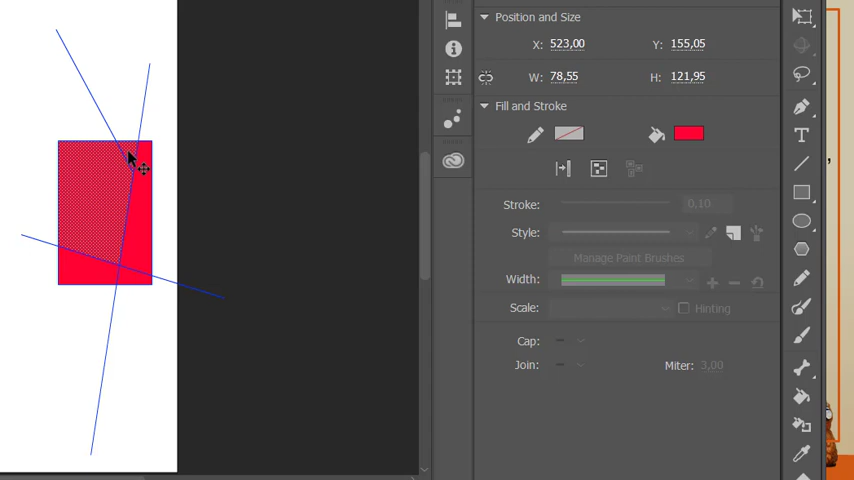 Position and Size
X: 523,00 Y: 155,05
W: 78,55 H: 121,95
Fill and Stroke
Stroke: 0,10
Style:
Manage Paint Brushes
Width:
Scale: Hinting
Cap:
Join: Miter: 3,00